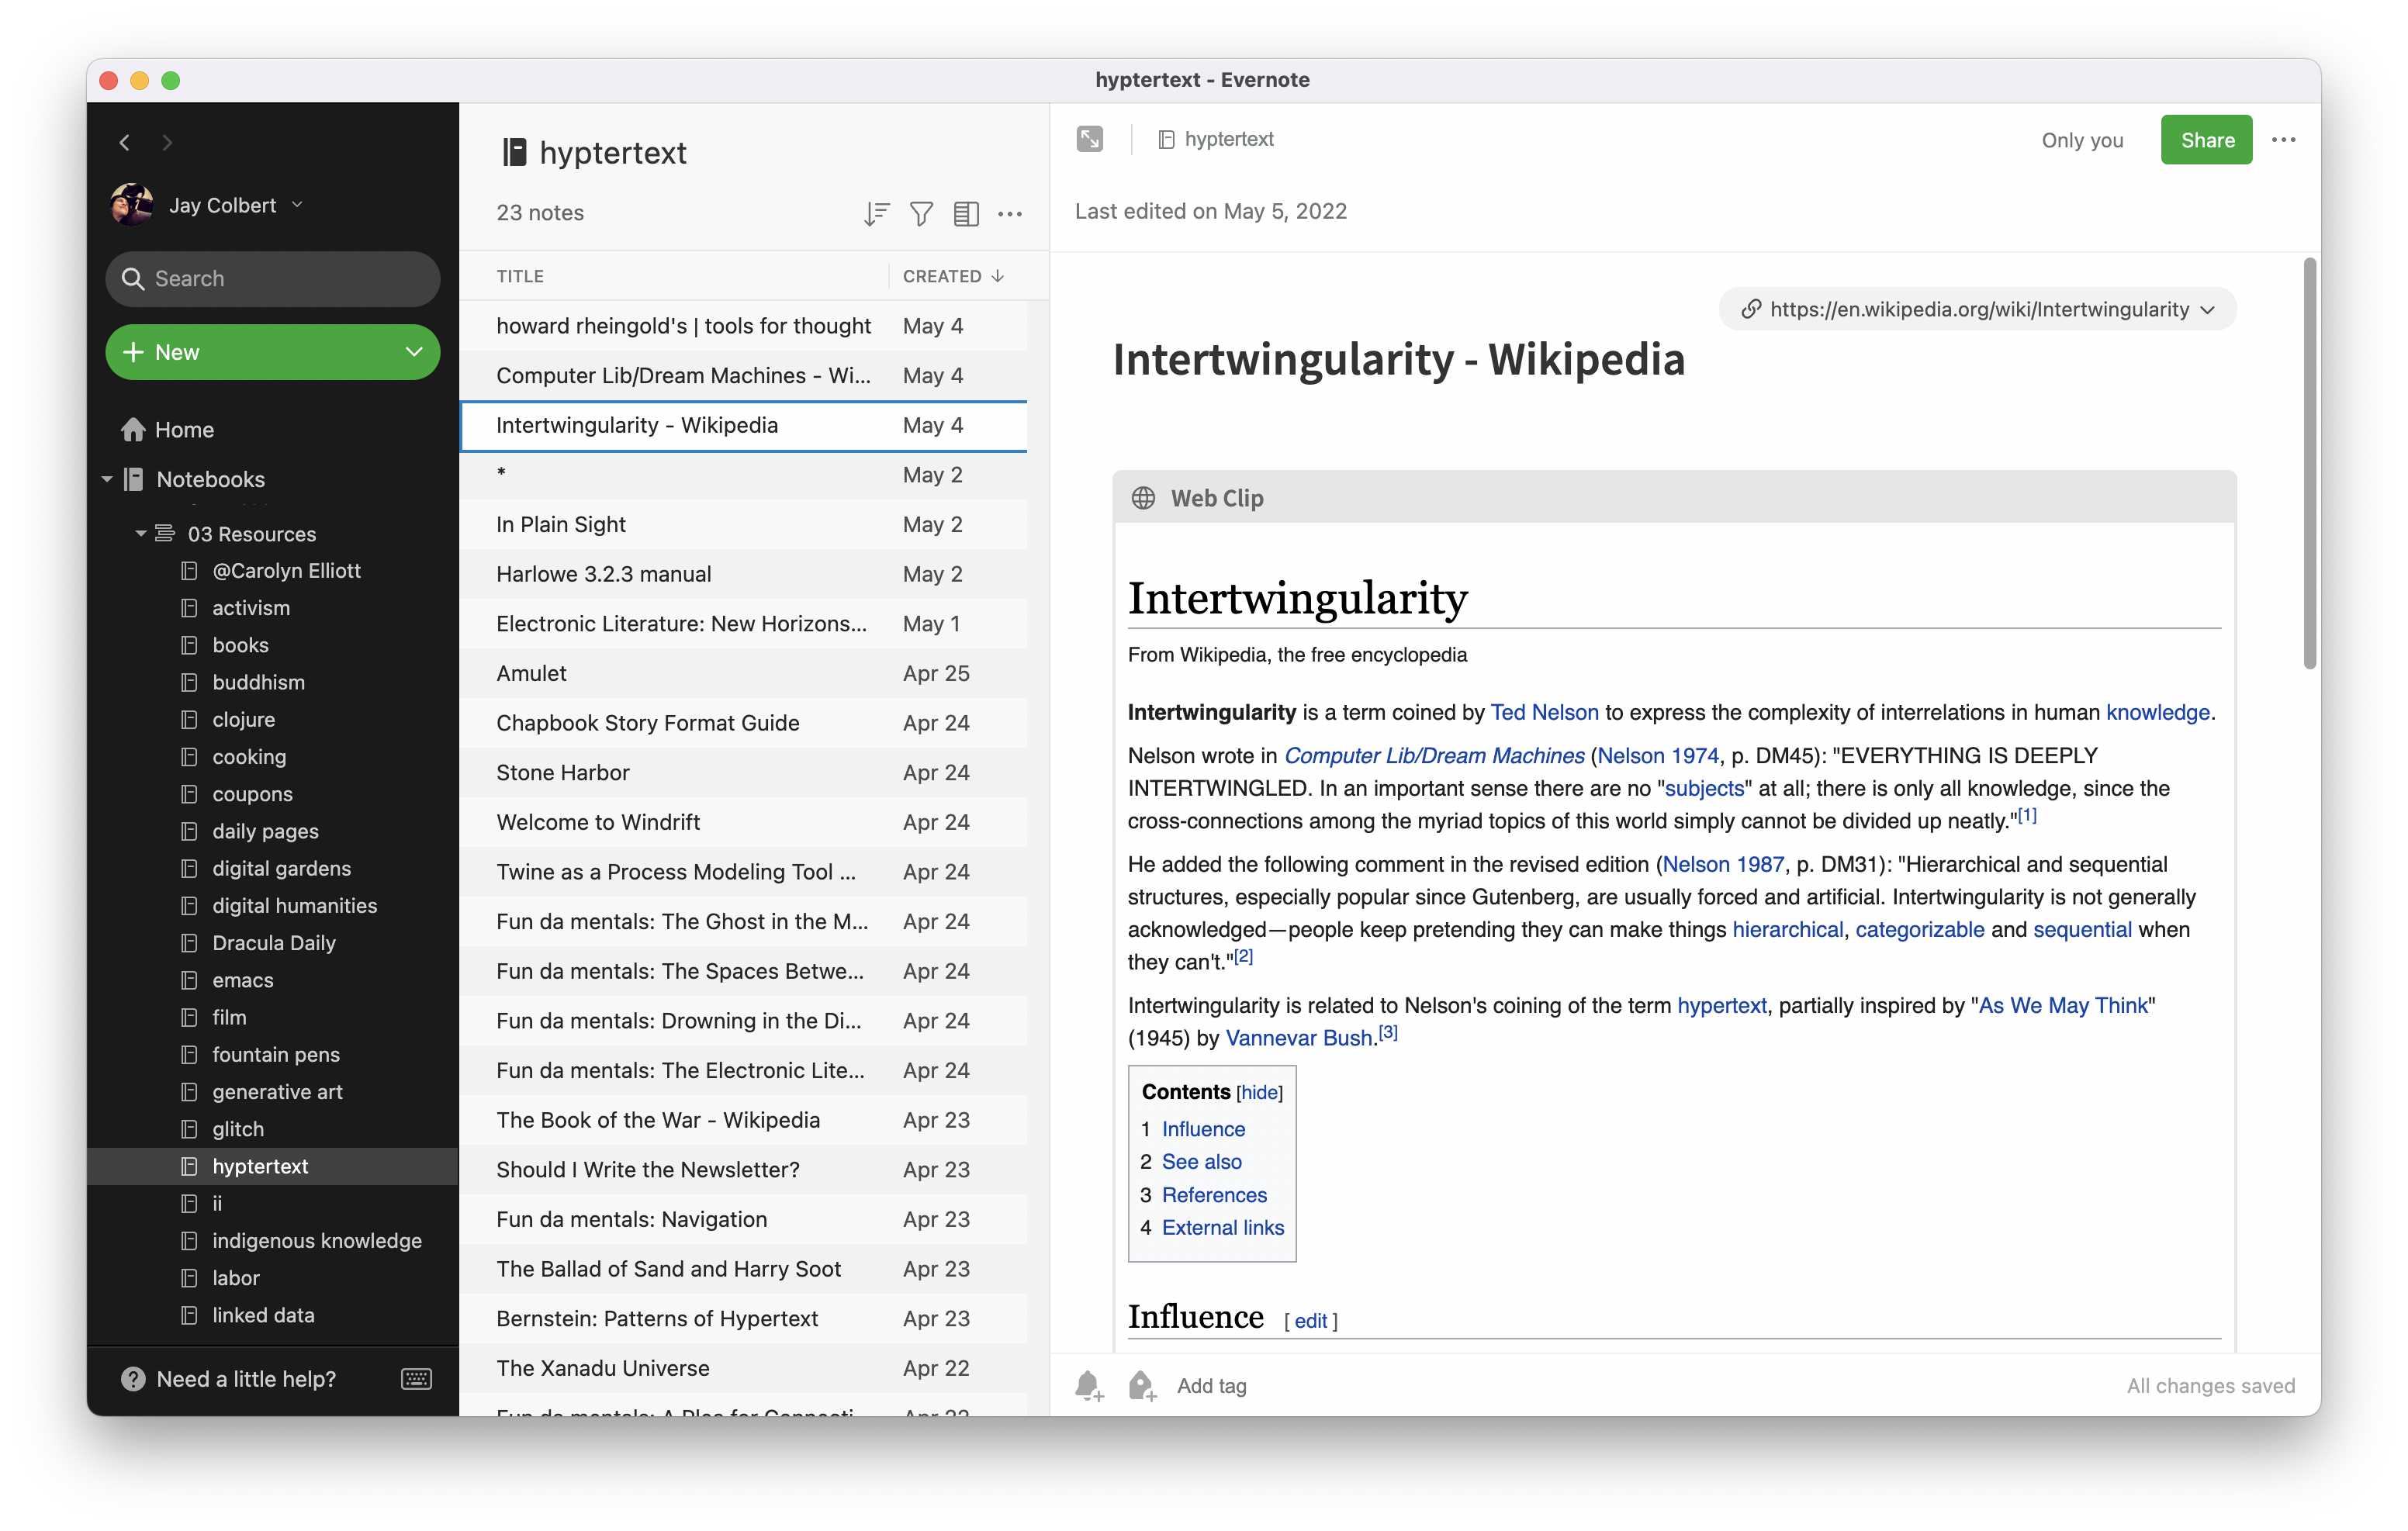 hyptertext - Evernote
Jay Colbert
Search
New
Home
Notebooks
03 Resources
@Carolyn Elliott
activism
books
buddhism
clojure
cooking
coupons
daily pages
digital gardens
digital humanities
Dracula Daily
emacs
film
fountain pens
generative art
glitch
hyptertext
ii
indigenous knowledge
labor
linked data
Need a little help?
hyptertext
23 notes
TITLE CREATED
howard rheingold's | tools for thought May 4
Computer Lib/Dream Machines - Wi... May 4
Intertwingularity - Wikipedia May 4
* May 2
In Plain Sight May 2
Harlowe 3.2.3 manual May 2
Electronic Literature: New Horizons... May 1
Amulet Apr 25
Chapbook Story Format Guide Apr 24
Stone Harbor Apr 24
Welcome to Windrift Apr 24
Twine as a Process Modeling Tool ... Apr 24
Fun da mentals: The Ghost in the M... Apr 24
Fun da mentals: The Spaces Betwe... Apr 24
Fun da mentals: Drowning in the Di... Apr 24
Fun da mentals: The Electronic Lite... Apr 24
The Book of the War - Wikipedia Apr 23
Should I Write the Newsletter? Apr 23
Fun da mentals: Navigation Apr 23
The Ballad of Sand and Harry Soot Apr 23
Bernstein: Patterns of Hypertext Apr 23
The Xanadu Universe Apr 22
hyptertext
Only you
Share
Last edited on May 5, 2022
https://en.wikipedia.org/wiki/Intertwingularity
Intertwingularity - Wikipedia
Web Clip
Intertwingularity
From Wikipedia, the free encyclopedia
Intertwingularity is a term coined by Ted Nelson to express the complexity of interrelations in human knowledge.
Nelson wrote in Computer Lib/Dream Machines (Nelson 1974, p. DM45): "EVERYTHING IS DEEPLY
INTERTWINGLED. In an important sense there are no "subjects" at all; there is only all knowledge, since the
cross-connections among the myriad topics of this world simply cannot be divided up neatly."[1]
He added the following comment in the revised edition (Nelson 1987, p. DM31): "Hierarchical and sequential
structures, especially popular since Gutenberg, are usually forced and artificial. Intertwingularity is not generally
acknowledged—people keep pretending they can make things hierarchical, categorizable and sequential when
they can't."[2]
Intertwingularity is related to Nelson's coining of the term hypertext, partially inspired by "As We May Think"
(1945) by Vannevar Bush.[3]
Contents [hide]
1 Influence
2 See also
3 References
4 External links
Influence [ edit ]
Add tag
All changes saved